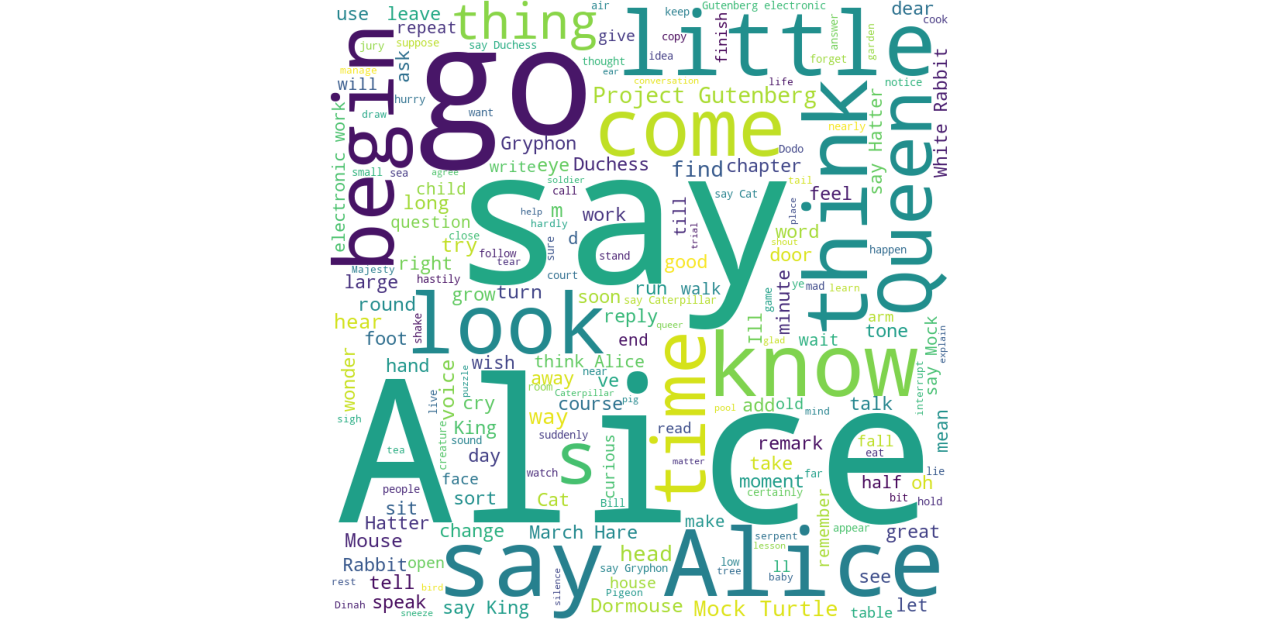 use leave
thing
air
keep
Gutenberg electronic
dear
cook
repeat
jury
suppose
say Duchess
give
copy
finish
answer
garden
little
begin
go
ask
thought
idea
forget
manage
will
ear
conversation
life
notice
hurry
draw
want
Project Gutenberg
come
think
Queen
White Rabbit
nearly
electronic work
Gryphon
Dodo
say Hatter
small
sea
agree
write
eye
Duchess
find
chapter
soldier
tail
child
call
say Cat
feel
long
say
m
till
place
help
hardly
work
question
trial
word
close
try
d
shout
door
happen
follow
tear
sure
stand
Majesty
right
hastily
court
good
large
run
walk
minute
ye
mad
learn
grow
turn
soon
say Caterpillar
game
arm
round
look
reply
queer
Ill
tone
say Mock
explain
hear
shake
foot
end
glad
wait
wonder
hand
wish
think Alice
time
know
interrupt
voice
puzzle
near
away
ve
room
Caterpillar
pig
live
cry
course
pool
add
old
mind
talk
mean
sigh
creature
King
way
read
sound
suddenly
remark
fall
tea
day
s
curious
matter
eat
Alice
face
watch
take
far
lie
people
sort
Cat
Bill
moment
certainly
half
oh
sit
bit
hold
Hatter
change
March Hare
make
remember
appear
great
Mouse
say Alice
head
serpent
lesson
Rabbit
open
say Gryphon
low
tree
ll
baby
see
rest
tell
bird
silence
house
Pigeon
Dinah
speak
sneeze
say King
Dormouse
Mock Turtle
table
let